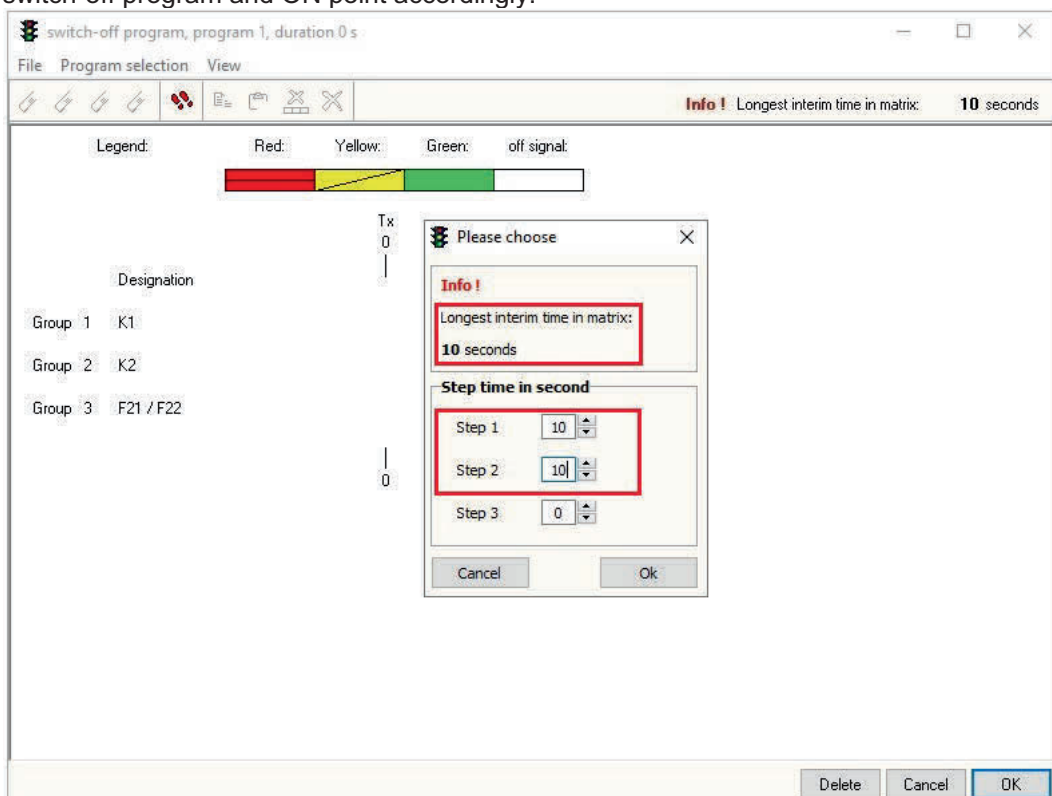 switch-off program and ON point accordingly.
switch-off program, program 1, duration 0 s
File Program selection View
Info ! Longest interim time in matrix: 10 seconds
Legend: Red: Yellow: Green: off signal:
Tx
0
Designation
Group 1 K1
Group 2 K2
Group 3 F21 / F22
0
Please choose
Info !
Longest interim time in matrix:
10 seconds
Step time in second
Step 1 10
Step 2 10
Step 3 0
Cancel Ok
Delete Cancel OK